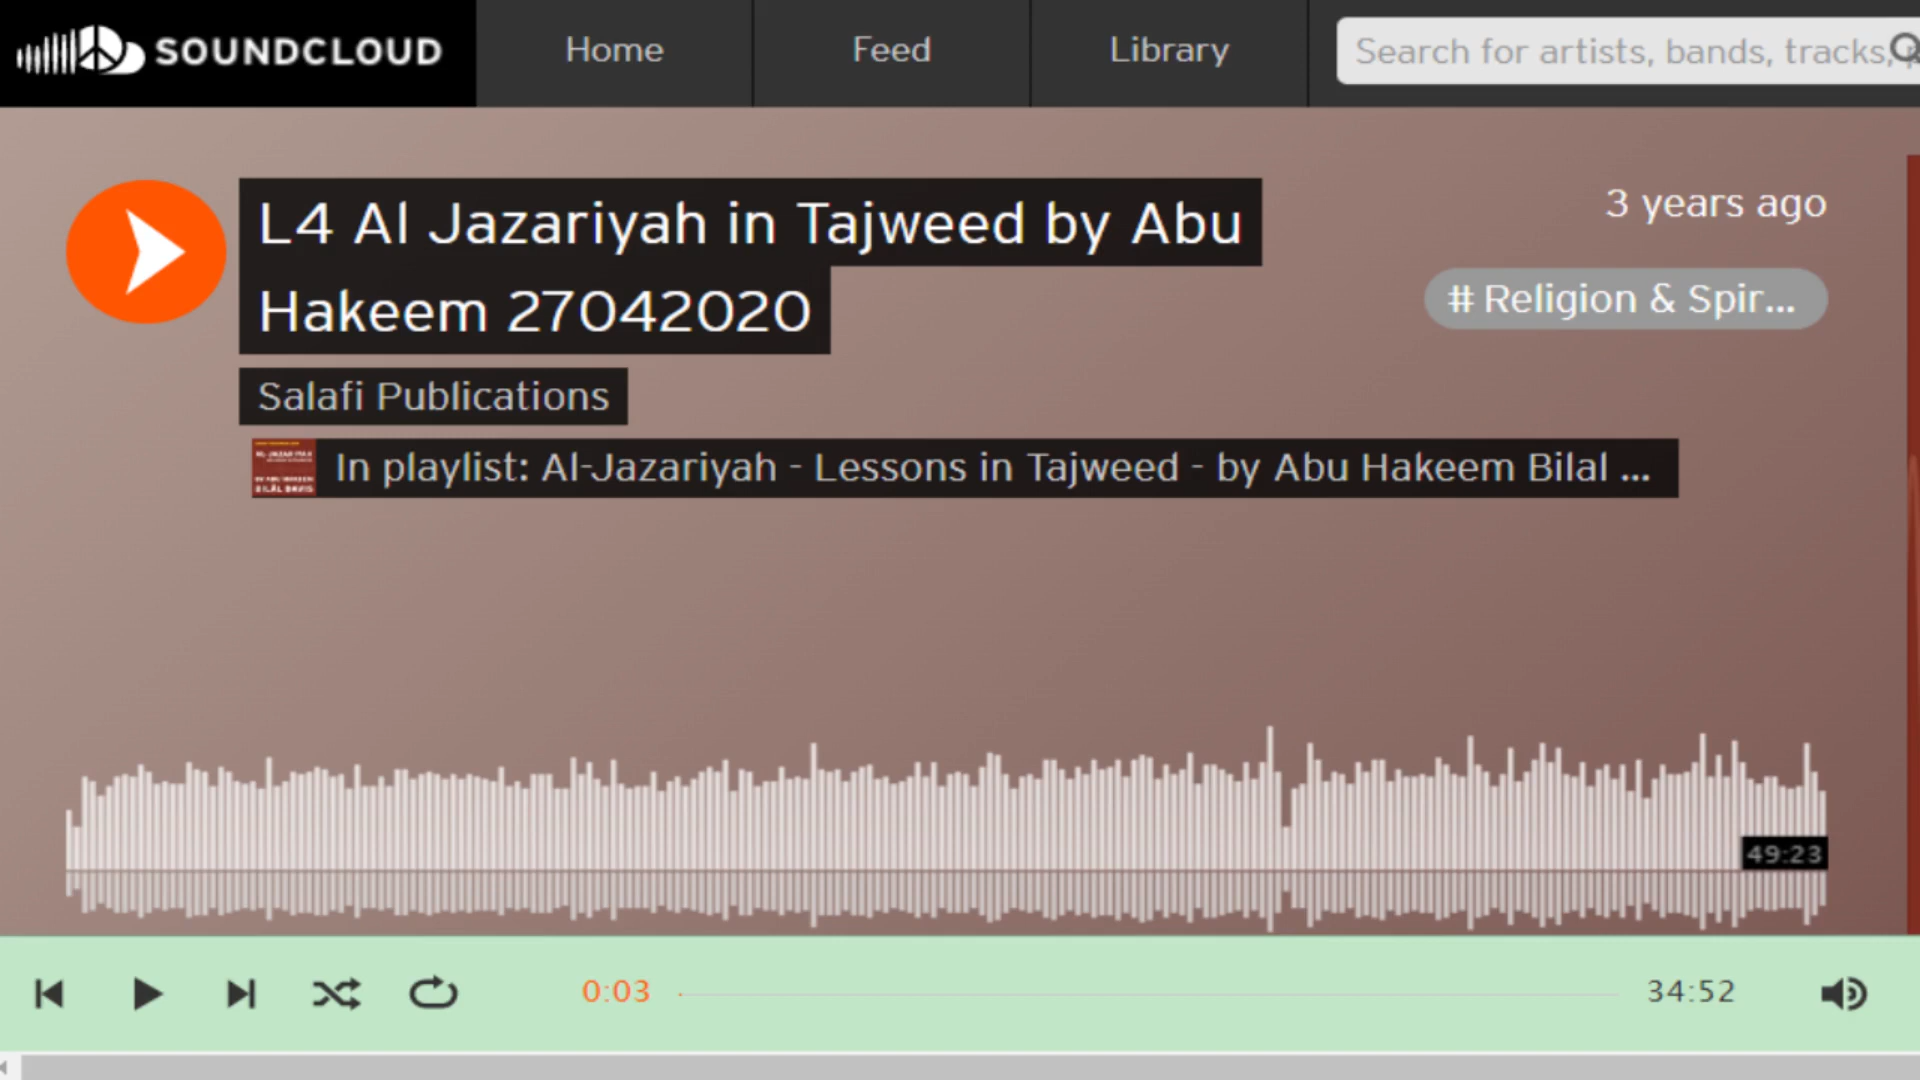 SOUNDCLOUD
Home
Feed
Library
Search for artists, bands, tracks,
L4 Al Jazariyah in Tajweed by Abu
Hakeem 27042020
3 years ago
# Religion & Spir...
Salafi Publications
In playlist: Al-Jazariyah - Lessons in Tajweed - by Abu Hakeem Bilal ...
49:23
0:03
34:52